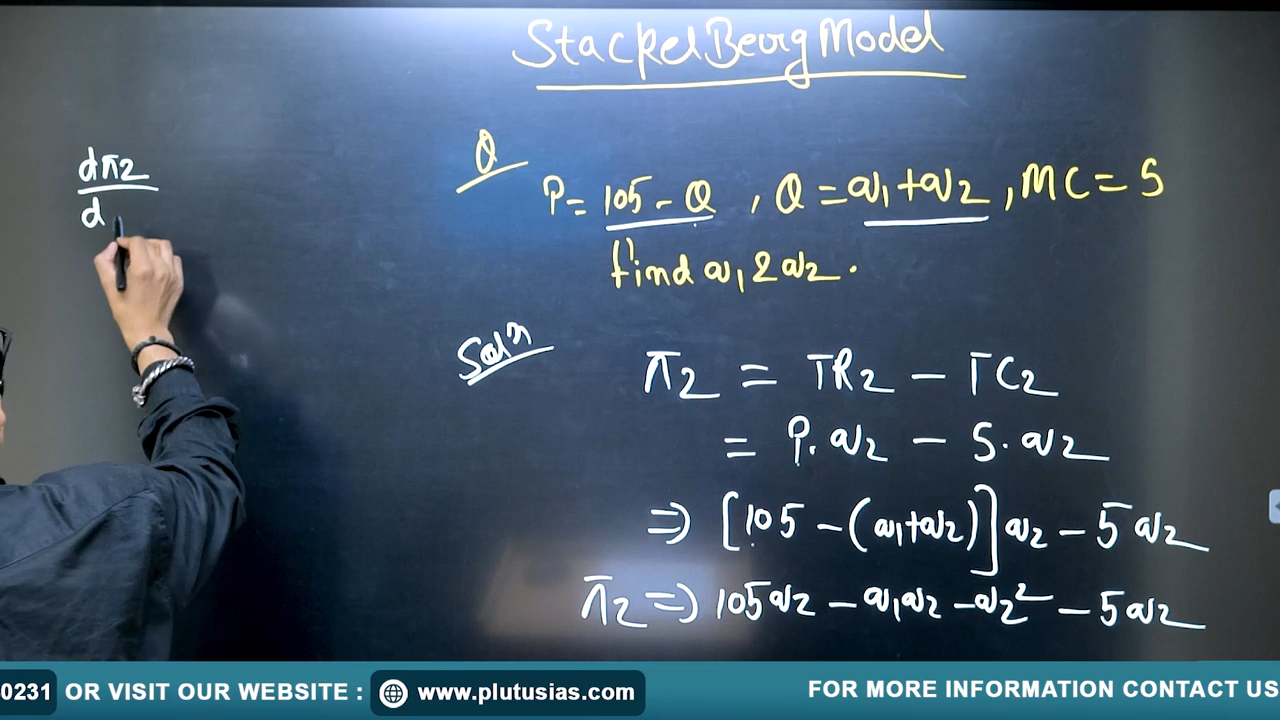 StackelBerg Model
Q
P = 105 - Q , Q = q₁ + q₂ , MC = 5
find q₁ & q₂ .
Solⁿ
π₂ = TR₂ - TC₂
= P. q₂ - 5. q₂
⇒ [105 - (q₁+q₂)] q₂ - 5 q₂
π₂ ⇒ 105 q₂ - q₁q₂ - q₂² - 5 q₂
dπ₂
d
0231 OR VISIT OUR WEBSITE : www.plutusias.com FOR MORE INFORMATION CONTACT US